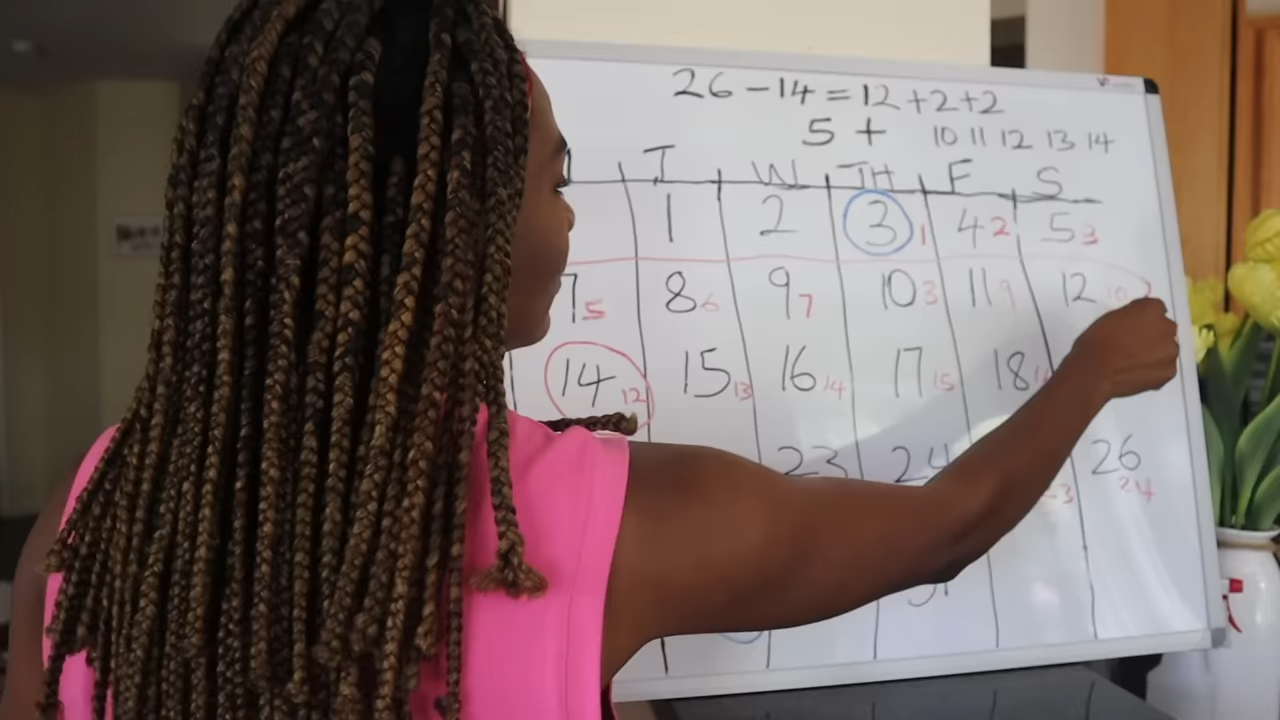 26-14=12+2+2
5 + 10 11 12 13 14
T W TH F S
1 2 3 1 4 2 5 3
7 5 8 6 9 7 10 3 11 9 12 10
14 12 15 13 16 14 17 15 18
23 24 26
24